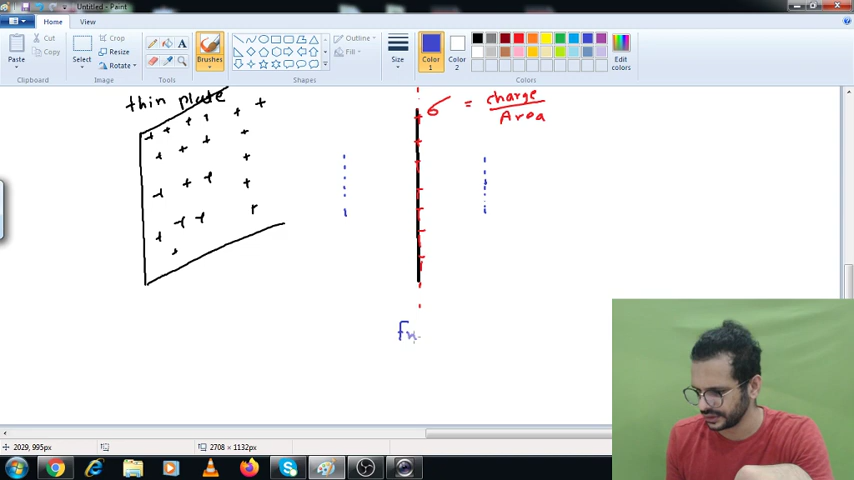 Untitled - Paint
Home
View
Paste
Cut
Copy
Clipboard
Select
Crop
Resize
Rotate
Image
A
Tools
Brushes
Shapes
Outline
Fill
Size
Color 1
Color 2
Edit colors
Colors
thin plate
σ = charge
Area
2029, 995px
2708 × 1132px